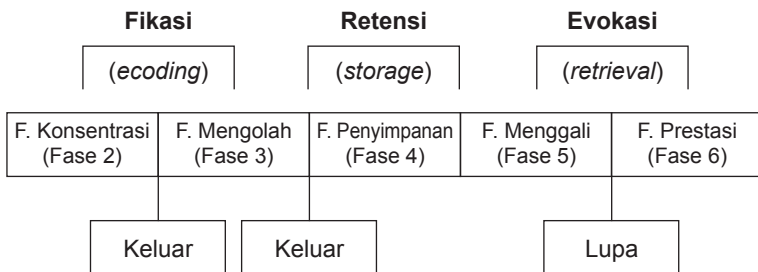 Fikasi Retensi Evokasi
(ecoding) (storage) (retrieval)
F. Konsentrasi F. Mengolah F. Penyimpanan F. Menggali F. Prestasi
(Fase 2) (Fase 3) (Fase 4) (Fase 5) (Fase 6)
Keluar Keluar Lupa